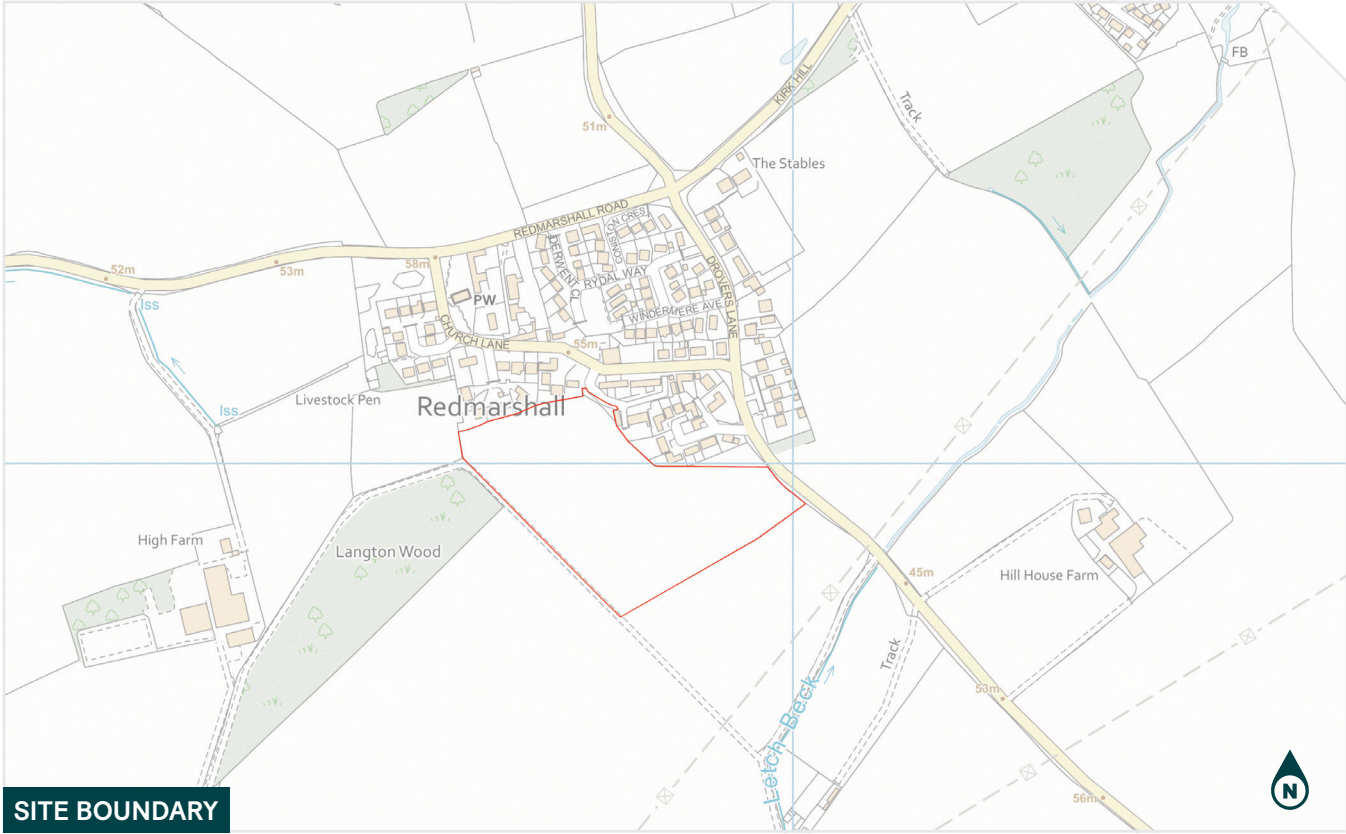 FB
KIRK HILL
Track
51m
The Stables
REDMARSHALL ROAD
CONISTON CRES
DERWENT CL
RYDAL WAY
DROVERS LANE
WINDERMERE AVE
52m
53m
58m
Iss
PW
CHURCH LANE
55m
Iss
Livestock Pen
Redmarshall
High Farm
Langton Wood
45m
Hill House Farm
Track
53m
Letch Beck
56m
N
SITE BOUNDARY